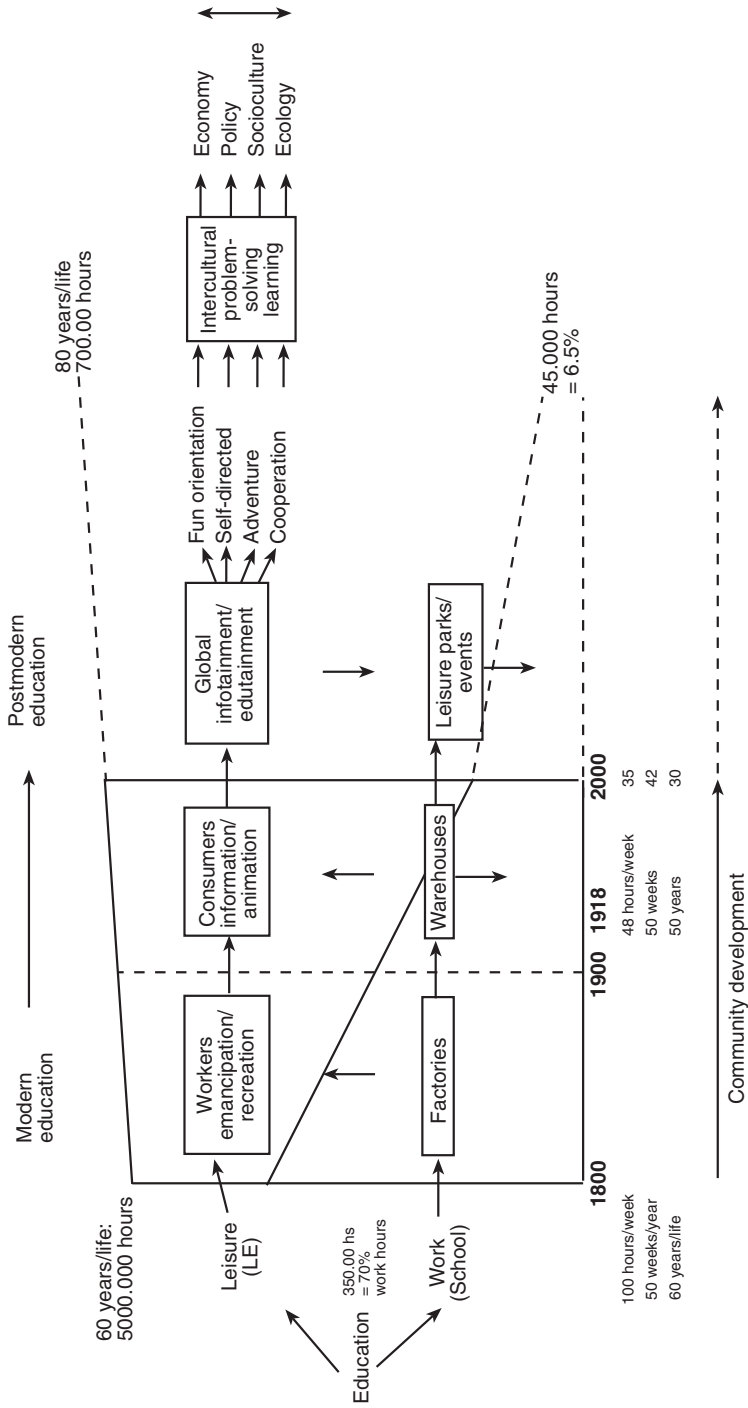 Modern
education
Postmodern
education
60 years/life:
5000.000 hours
80 years/life
700.00 hours
Leisure
(LE)
Workers
emancipation/
recreation
Consumers
information/
animation
Global
infotainment/
edutainment
Fun orientation
Self-directed
Adventure
Cooperation
Intercultural
problem-
solving
learning
Economy
Policy
Socioculture
Ecology
Education
350.00 hs
= 70%
work hours
Work
(School)
Factories
Warehouses
Leisure parks/
events
45.000 hours
= 6.5%
1800
1900
1918
2000
100 hours/week
50 weeks/year
60 years/life
48 hours/week
50 weeks
50 years
35
42
30
Community development